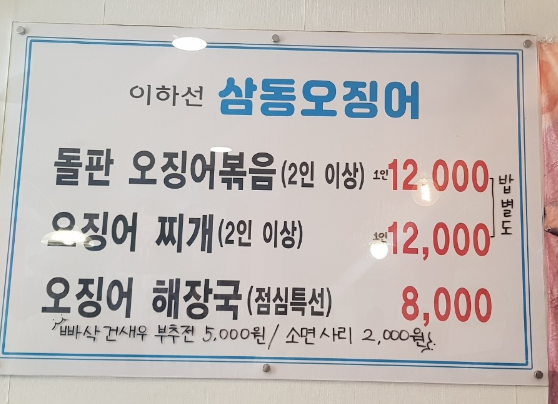 이하선 삼동오징어
돌판 오징어볶음(2인 이상) 1인 12,000
오징어 찌개(2인 이상) 1인 12,000
밥별도
오징어 해장국(점심특선) 8,000
빠삭 건새우 부추전 5,000원 / 소면사리 2,000원